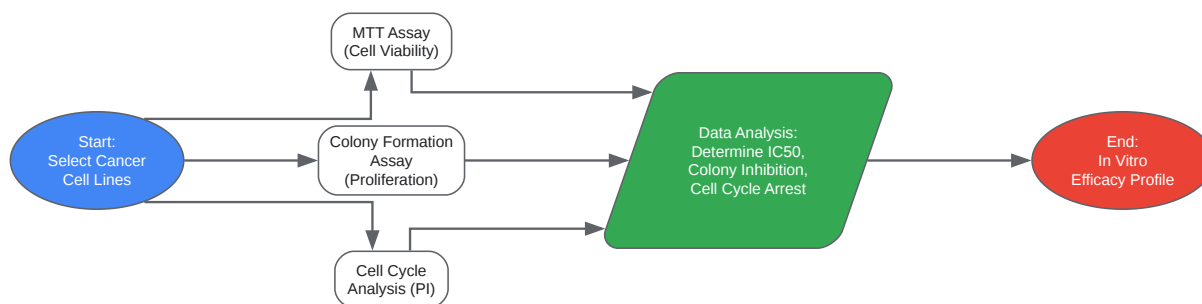 MTT Assay
(Cell Viability)
Start:
Select Cancer
Cell Lines
Colony Formation
Assay
(Proliferation)
Data Analysis:
Determine IC50,
Colony Inhibition,
Cell Cycle Arrest
End:
In Vitro
Efficacy Profile
Cell Cycle
Analysis (PI)